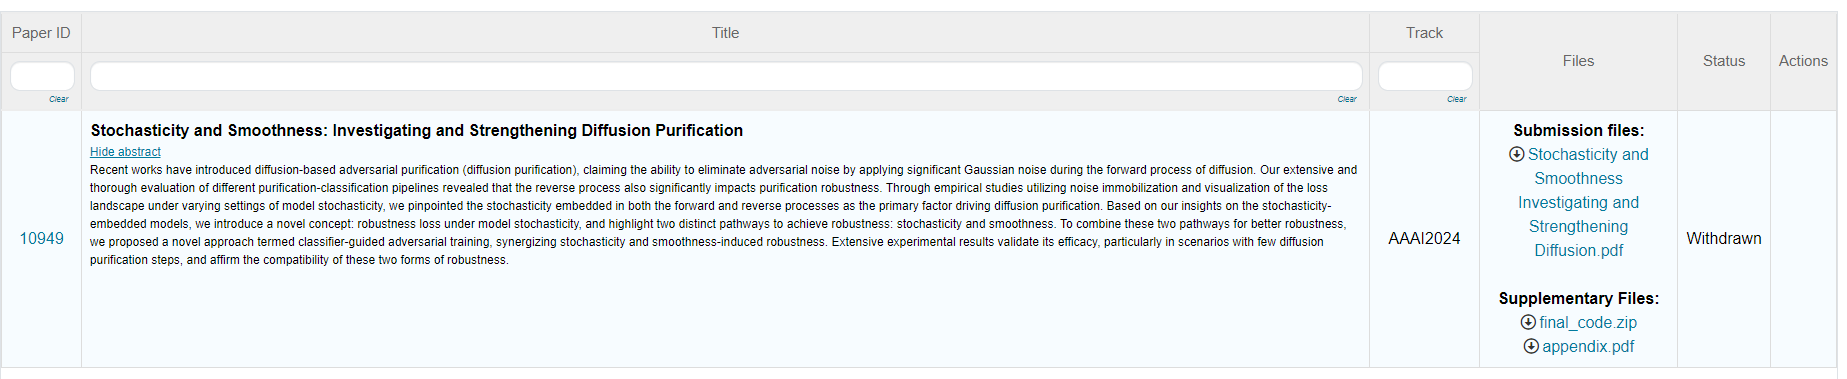 Paper ID
Title
Track
Files
Status
Actions
Clear
Clear
Clear
10949
Stochasticity and Smoothness: Investigating and Strengthening Diffusion Purification
Hide abstract
Recent works have introduced diffusion-based adversarial purification (diffusion purification), claiming the ability to eliminate adversarial noise by applying significant Gaussian noise during the forward process of diffusion. Our extensive and
thorough evaluation of different purification-classification pipelines revealed that the reverse process also significantly impacts purification robustness. Through empirical studies utilizing noise immobilization and visualization of the loss
landscape under varying settings of model stochasticity, we pinpointed the stochasticity embedded in both the forward and reverse processes as the primary factor driving diffusion purification. Based on our insights on the stochasticity-
embedded models, we introduce a novel concept: robustness loss under model stochasticity, and highlight two distinct pathways to achieve robustness: stochasticity and smoothness. To combine these two pathways for better robustness,
we proposed a novel approach termed classifier-guided adversarial training, synergizing stochasticity and smoothness-induced robustness. Extensive experimental results validate its efficacy, particularly in scenarios with few diffusion
purification steps, and affirm the compatibility of these two forms of robustness.
AAAI2024
Submission files:
Stochasticity and
Smoothness
Investigating and
Strengthening
Diffusion.pdf
Supplementary Files:
final_code.zip
appendix.pdf
Withdrawn